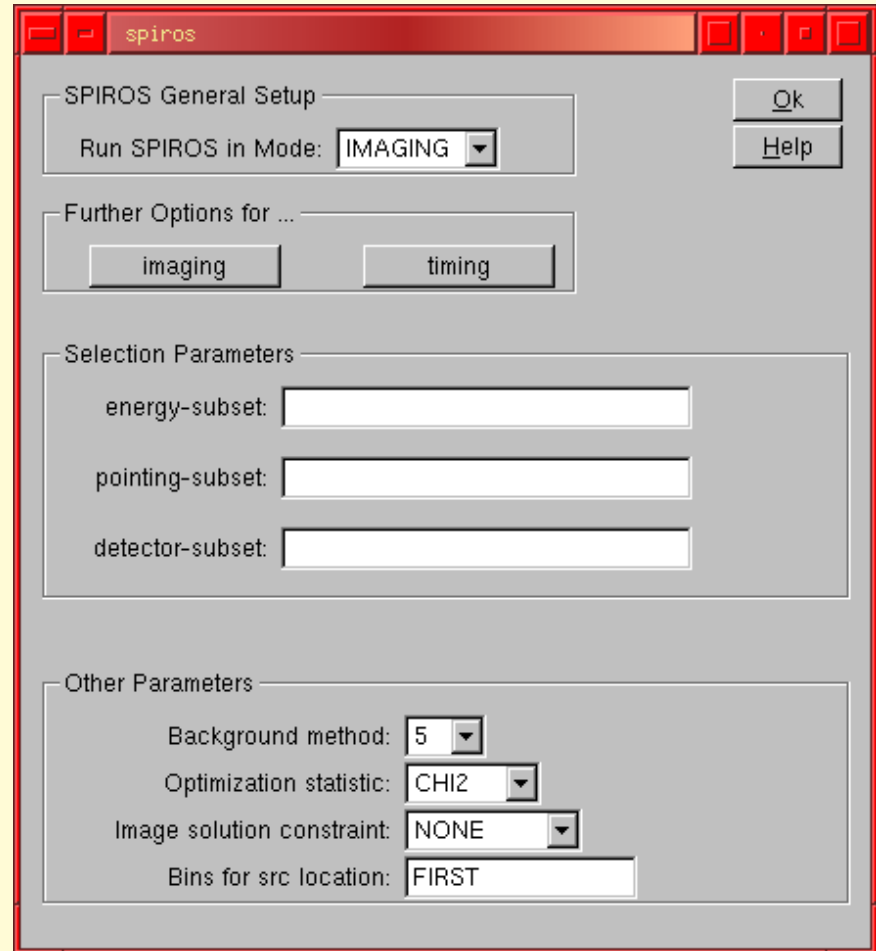 spiros
SPIROS General Setup
Ok
Run SPIROS in Mode: IMAGING
Help
Further Options for ...
imaging timing
Selection Parameters
energy-subset:
pointing-subset:
detector-subset:
Other Parameters
Background method: 5
Optimization statistic: CHI2
Image solution constraint: NONE
Bins for src location: FIRST